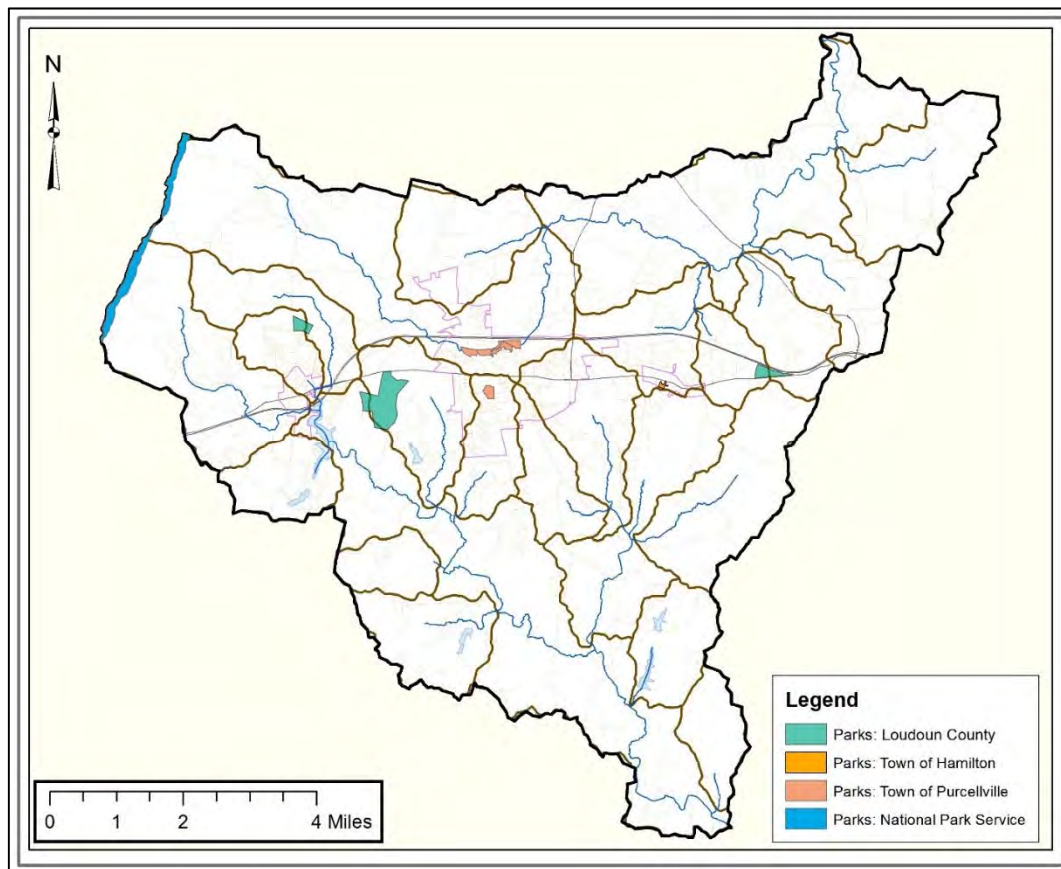 N
Legend
Parks: Loudoun County
Parks: Town of Hamilton
Parks: Town of Purcellville
Parks: National Park Service
0 1 2 4 Miles